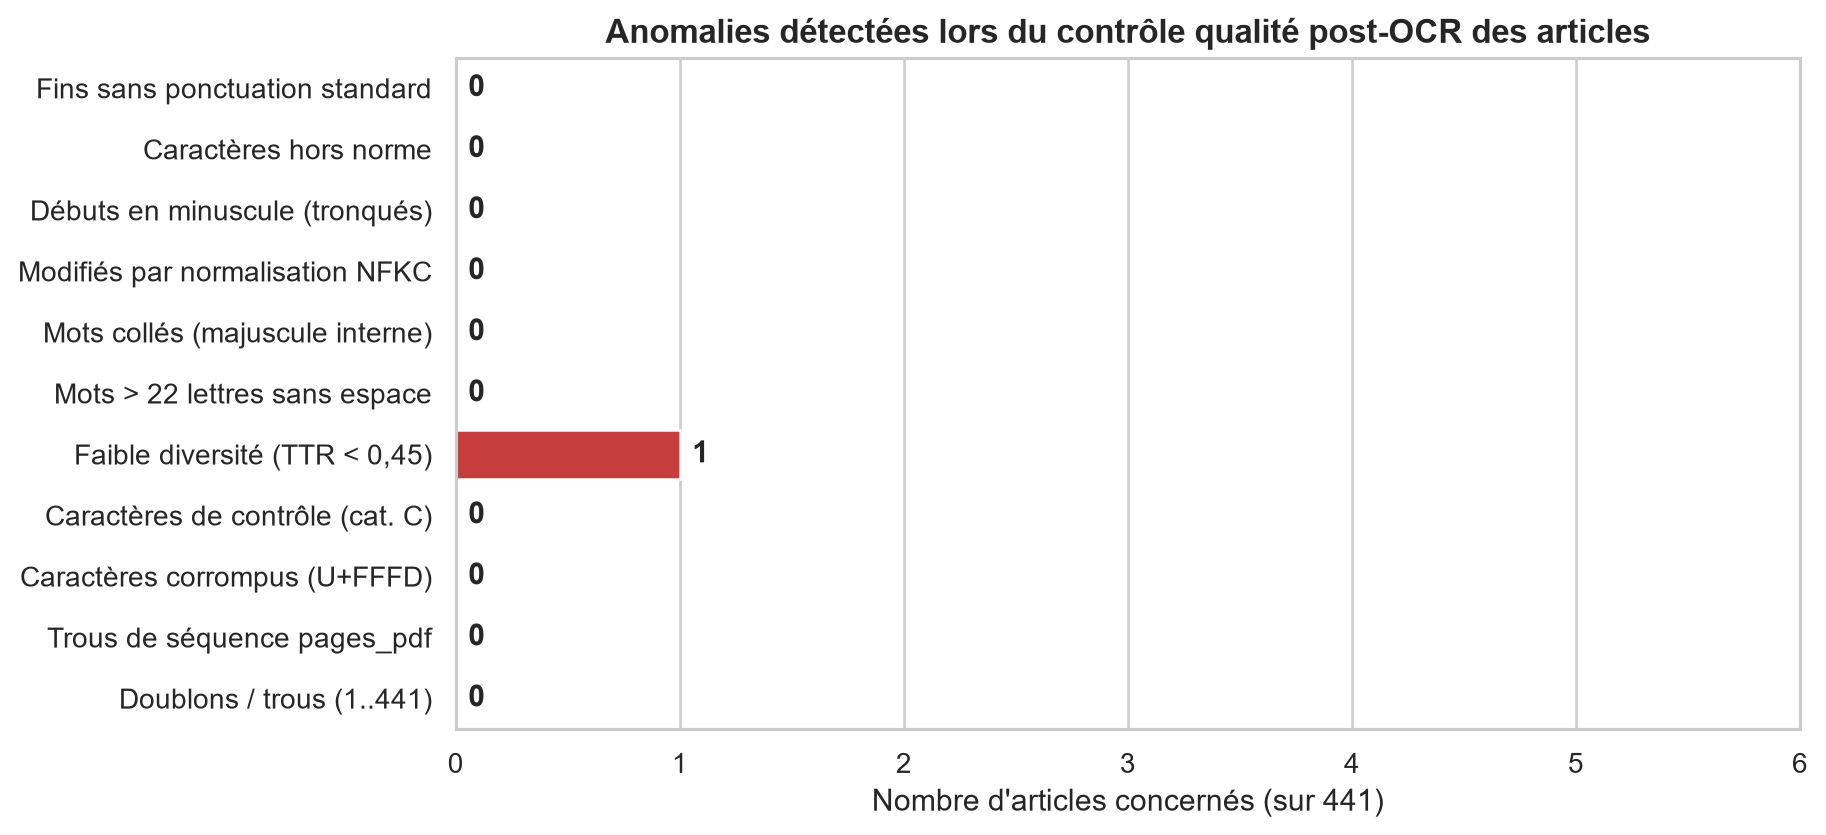 Anomalies détectées lors du contrôle qualité post-OCR des articles
Fins sans ponctuation standard 0
Caractères hors norme 0
Débuts en minuscule (tronqués) 0
Modifiés par normalisation NFKC 0
Mots collés (majuscule interne) 0
Mots > 22 lettres sans espace 0
Faible diversité (TTR < 0,45) 1
Caractères de contrôle (cat. C) 0
Caractères corrompus (U+FFFD) 0
Trous de séquence pages_pdf 0
Doublons / trous (1..441) 0
0 1 2 3 4 5 6
Nombre d'articles concernés (sur 441)